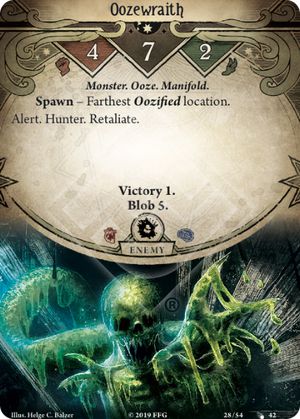 Oozewraith
4 7 2
Monster. Ooze. Manifold.
Spawn – Farthest Oozified location.
Alert. Hunter. Retaliate.
Victory 1.
Blob 5.
ENEMY
®
Illus. Helge C. Balzer © 2019 FFG 28/54 42